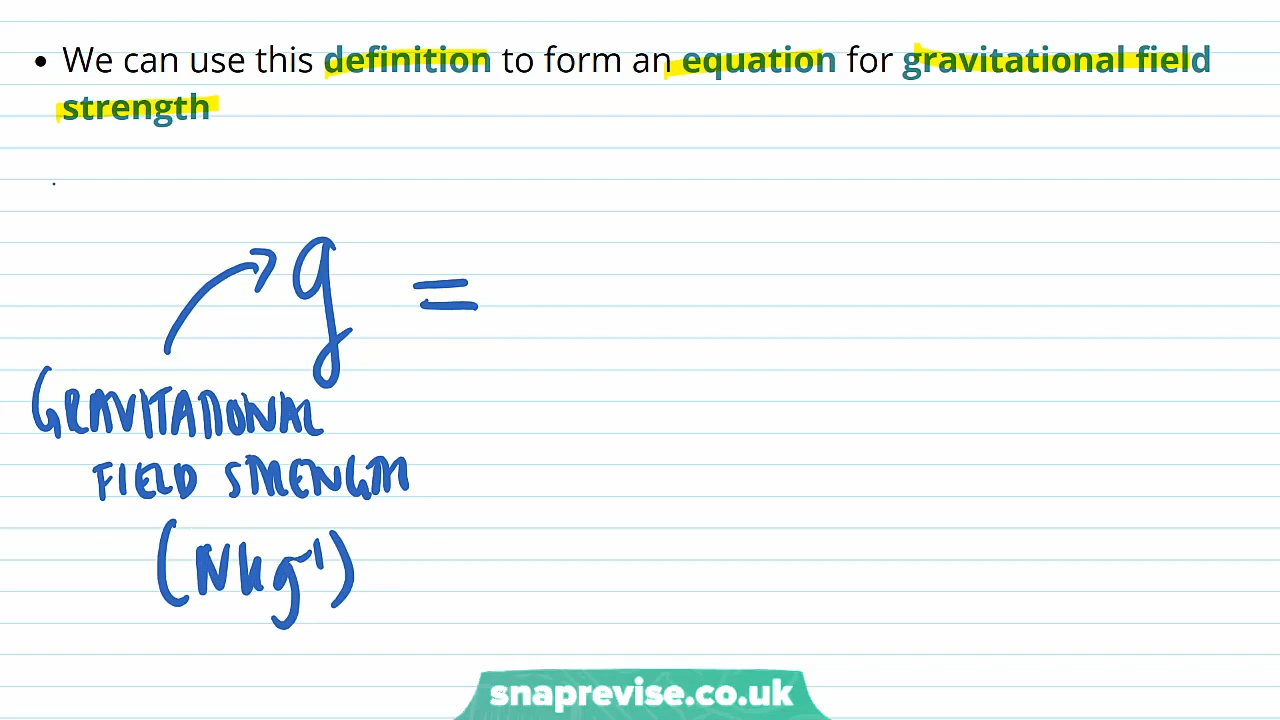 • We can use this definition to form an equation for gravitational field
strength
g =
GRAVITATIONAL
FIELD STRENGTH
(Nkg⁻¹)
snaprevise.co.uk